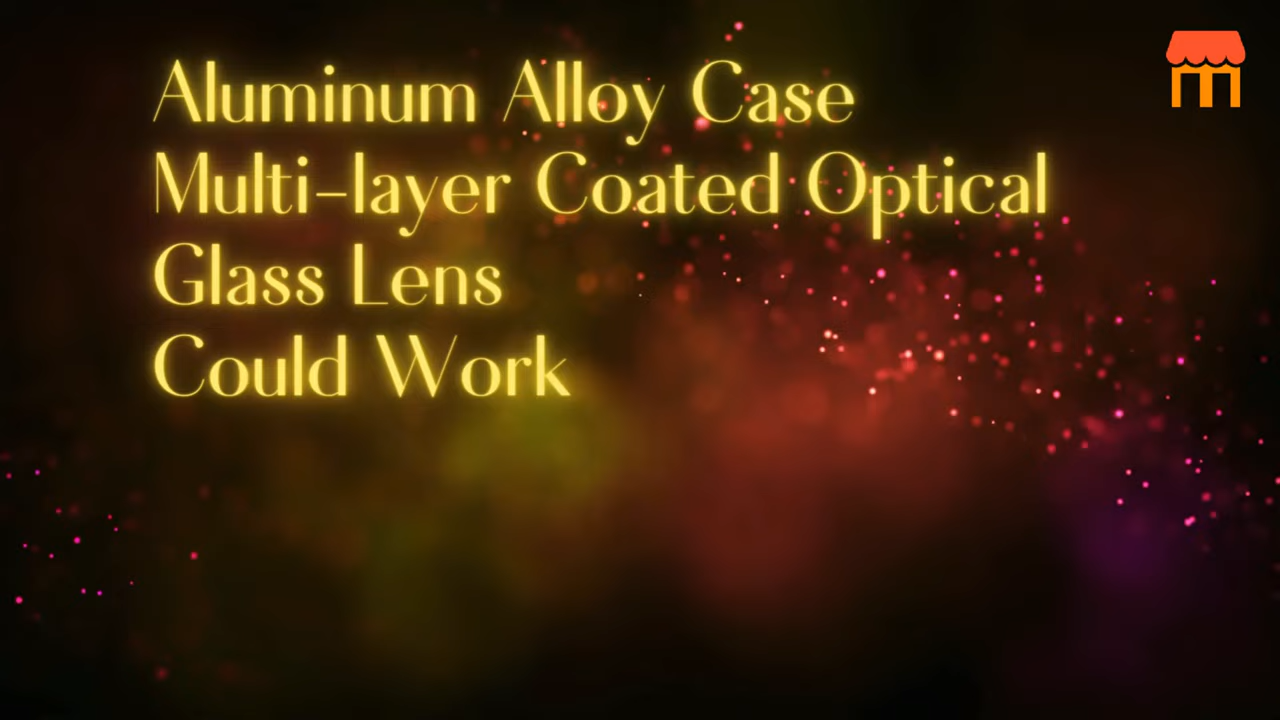 Aluminum Alloy Case
Multi-layer Coated Optical
Glass Lens
Could Work